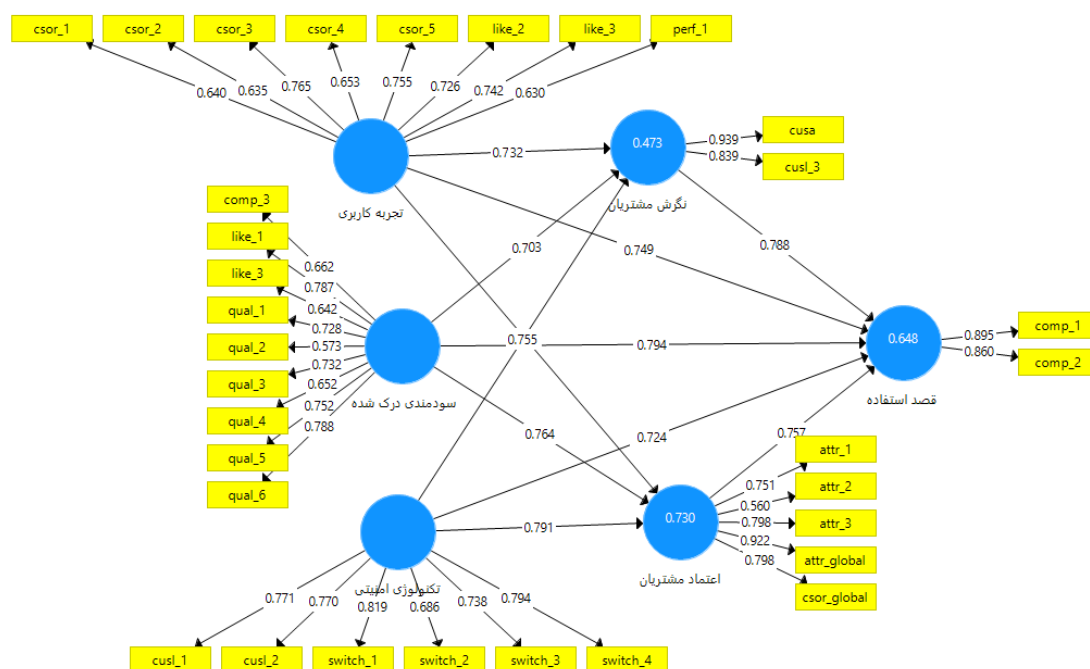 csor_1
csor_2
csor_3
csor_4
csor_5
like_2
like_3
perf_1
0.640
0.635
0.765
0.653
0.755
0.726
0.742
0.630
تجربه کاربری
0.732
0.473
نگرش مشتریان
0.939
0.839
cusa
cusl_3
comp_3
like_1
like_3
qual_1
qual_2
qual_3
qual_4
qual_5
qual_6
0.662
0.787
0.642
0.728
0.573
0.732
0.652
0.752
0.788
سودمندی درک شده
0.703
0.749
0.788
0.755
0.794
0.648
قصد استفاده
0.895
0.860
comp_1
comp_2
0.764
0.724
0.757
0.791
0.730
اعتماد مشتریان
0.751
0.560
0.798
0.922
0.798
attr_1
attr_2
attr_3
attr_global
csor_global
تکنولوژی امنیتی
0.771
0.770
0.819
0.686
0.738
0.794
cusl_1
cusl_2
switch_1
switch_2
switch_3
switch_4